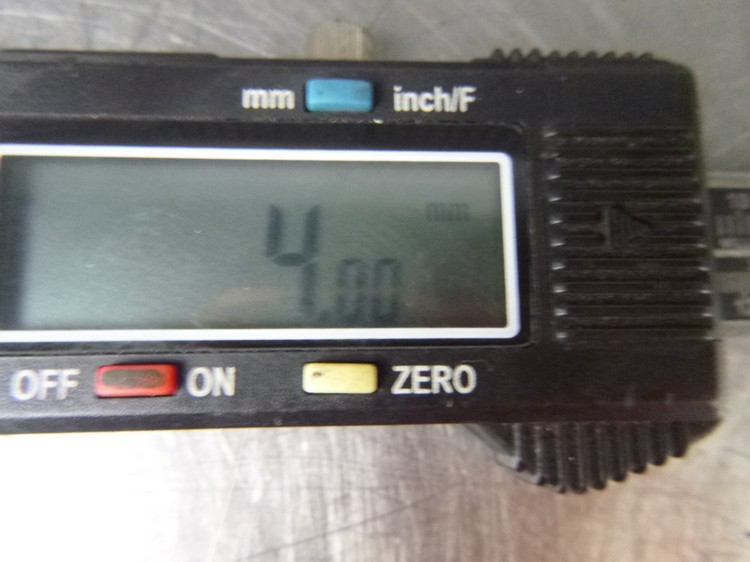 mm inch/F
mm
4.00
OFF ON ZERO